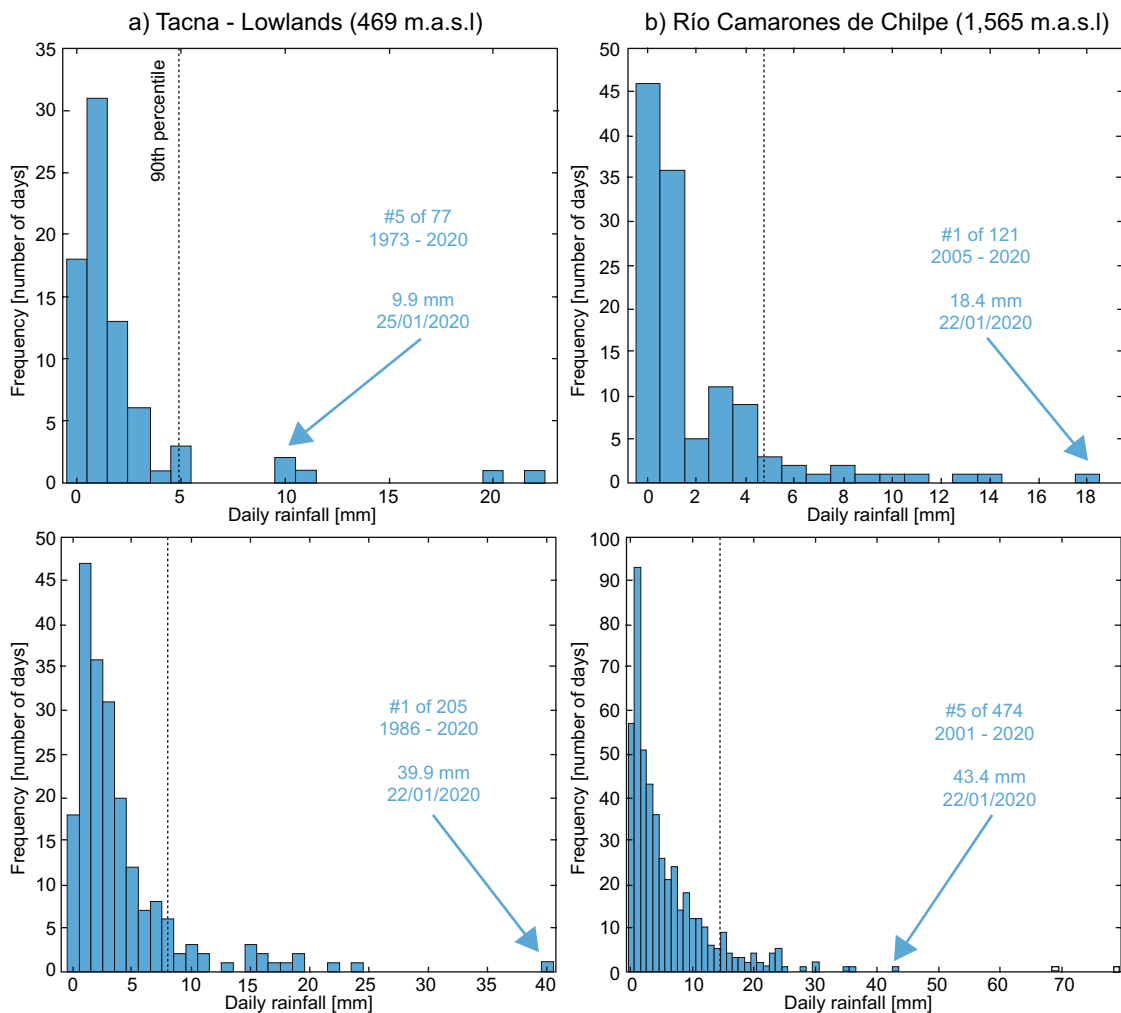 a) Tacna - Lowlands (469 m.a.s.l)
35
30
25
20
15
10
5
0
Frequency [number of days]
90th percentile
#5 of 77
1973 - 2020
9.9 mm
25/01/2020
0 5 10 15 20
Daily rainfall [mm]
b) Río Camarones de Chilpe (1,565 m.a.s.l)
50
45
40
35
30
25
20
15
10
5
0
Frequency [number of days]
#1 of 121
2005 - 2020
18.4 mm
22/01/2020
0 2 4 6 8 10 12 14 16 18
Daily rainfall [mm]
50
45
40
35
30
25
20
15
10
5
0
Frequency [number of days]
#1 of 205
1986 - 2020
39.9 mm
22/01/2020
0 5 10 15 20 25 30 35 40
Daily rainfall [mm]
100
90
80
70
60
50
40
30
20
10
0
Frequency [number of days]
#5 of 474
2001 - 2020
43.4 mm
22/01/2020
0 10 20 30 40 50 60 70
Daily rainfall [mm]